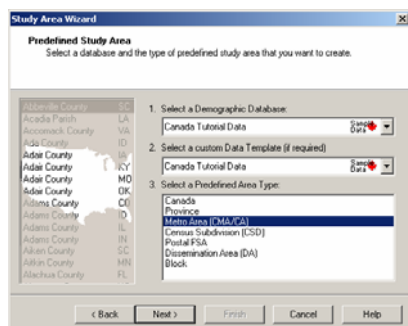 Study Area Wizard
Predefined Study Area
Select a database and the type of predefined study area that you want to create.
Abbeville County SC
Acadia Parish LA
Accomack County VA
Ada County ID
Adair County IA
Adair County KY
Adair County MO
Adair County OK
Adams County CO
Adams County ID
Adams County IL
Adams County IN
Aiken County SC
Aitkin County MN
Alachua County FL
1. Select a Demographic Database:
Canada Tutorial Data Sample Data
2. Select a custom Data Template (if required)
Canada Tutorial Data Sample Data
3. Select a Predefined Area Type:
Canada
Province
Metro Area (CMA/CA)
Census Subdivision (CSD)
Postal FSA
Dissemination Area (DA)
Block
< Back Next > Finish Cancel Help